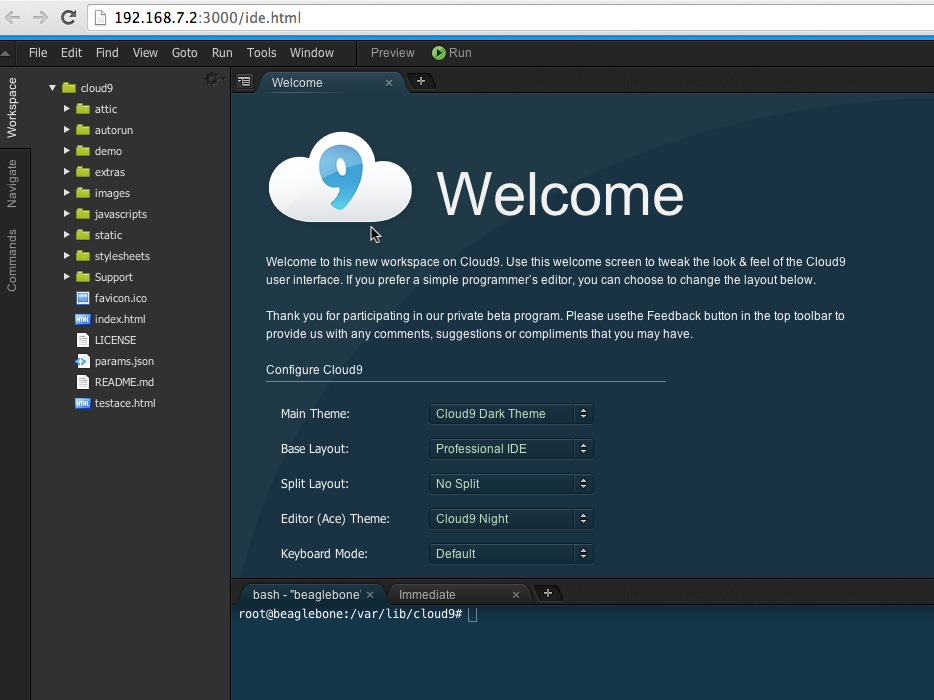 192.168.7.2:3000/ide.html
File Edit Find View Goto Run Tools Window Preview Run
Workspace
Navigate
Commands
cloud9
attic
autorun
demo
extras
images
javascripts
static
stylesheets
Support
favicon.ico
index.html
LICENSE
params.json
README.md
testace.html
Welcome
9
Welcome
Welcome to this new workspace on Cloud9. Use this welcome screen to tweak the look & feel of the Cloud9
user interface. If you prefer a simple programmer's editor, you can choose to change the layout below.
Thank you for participating in our private beta program. Please usethe Feedback button in the top toolbar to
provide us with any comments, suggestions or compliments that you may have.
Configure Cloud9
Main Theme: Cloud9 Dark Theme
Base Layout: Professional IDE
Split Layout: No Split
Editor (Ace) Theme: Cloud9 Night
Keyboard Mode: Default
bash - "beaglebone' Immediate
root@beaglebone:/var/lib/cloud9#